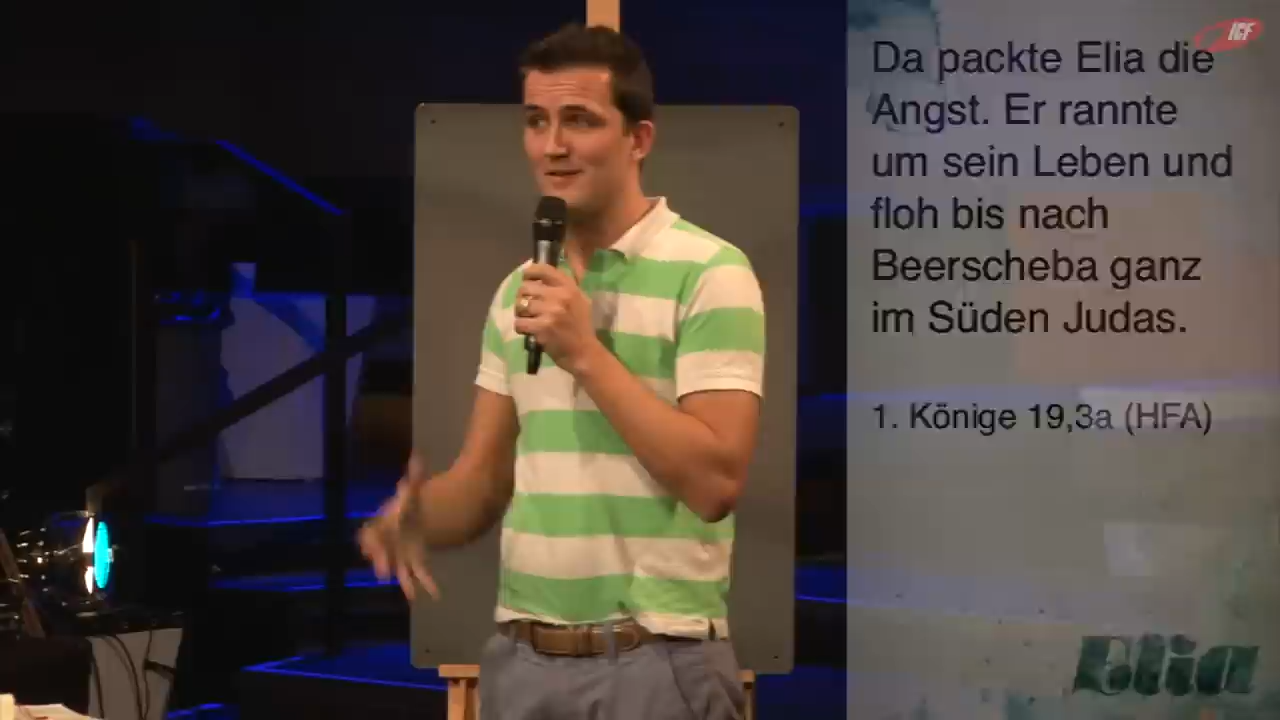 ICF
Da packte Elia die
Angst. Er rannte
um sein Leben und
floh bis nach
Beerscheba ganz
im Süden Judas.
1. Könige 19,3a (HFA)
Elia